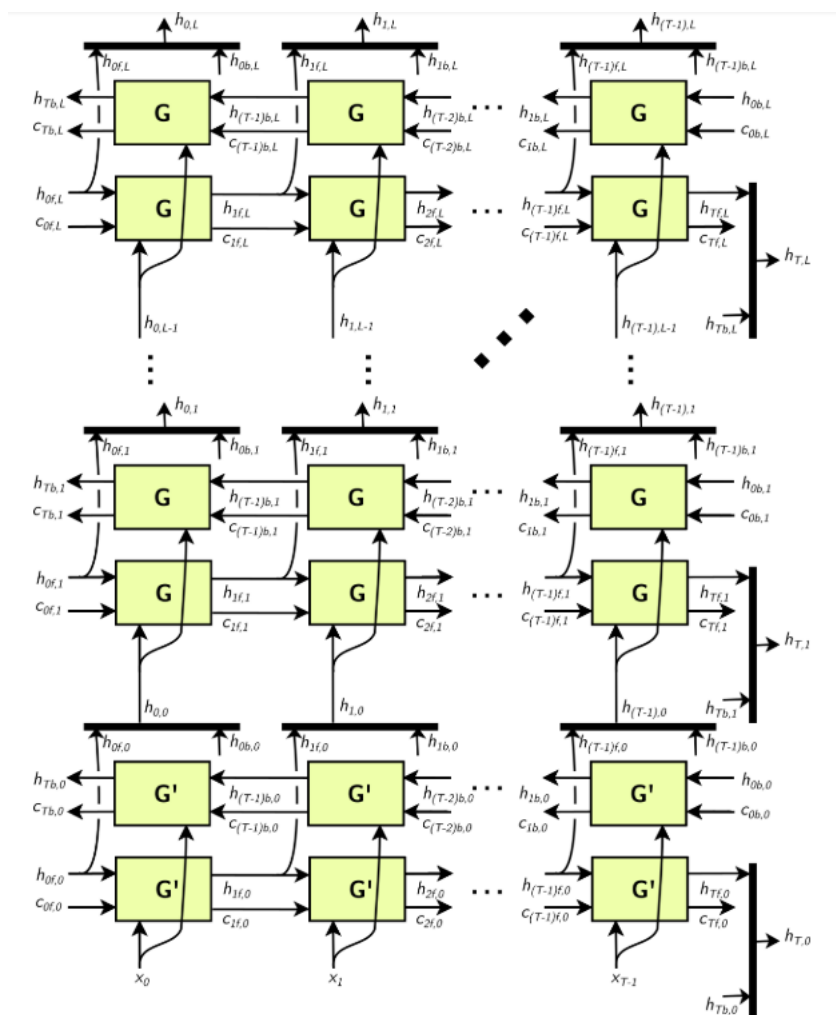 h0,L h1,L h(T-1),L
h0f,L h0b,L h1f,L h1b,L h(T-1)f,L h(T-1)b,L
hTb,L G h(T-1)b,L G h(T-2)b,L ... h1b,L G h0b,L
cTb,L c(T-1)b,L c(T-2)b,L c1b,L c0b,L
h0f,L G h1f,L G h2f,L ... h(T-1)f,L G hTf,L
c0f,L c1f,L c2f,L c(T-1)f,L cTf,L
hT,L
h0,L-1 h1,L-1 h(T-1),L-1 hTb,L
h0,1 h1,1 h(T-1),1
h0f,1 h0b,1 h1f,1 h1b,1 h(T-1)f,1 h(T-1)b,1
hTb,1 G h(T-1)b,1 G h(T-2)b,1 ... h1b,1 G h0b,1
cTb,1 c(T-1)b,1 c(T-2)b,1 c1b,1 c0b,1
h0f,1 G h1f,1 G h2f,1 ... h(T-1)f,1 G hTf,1
c0f,1 c1f,1 c2f,1 c(T-1)f,1 cTf,1
hT,1
h0,0 h1,0 h(T-1),0 hTb,1
h0f,0 h0b,0 h1f,0 h1b,0 h(T-1)f,0 h(T-1)b,0
hTb,0 G' h(T-1)b,0 G' h(T-2)b,0 ... h1b,0 G' h0b,0
cTb,0 c(T-1)b,0 c(T-2)b,0 c1b,0 c0b,0
h0f,0 G' h1f,0 G' h2f,0 ... h(T-1)f,0 G' hTf,0
c0f,0 c1f,0 c2f,0 c(T-1)f,0 cTf,0
hT,0
x0 x1 xT-1 hTb,0